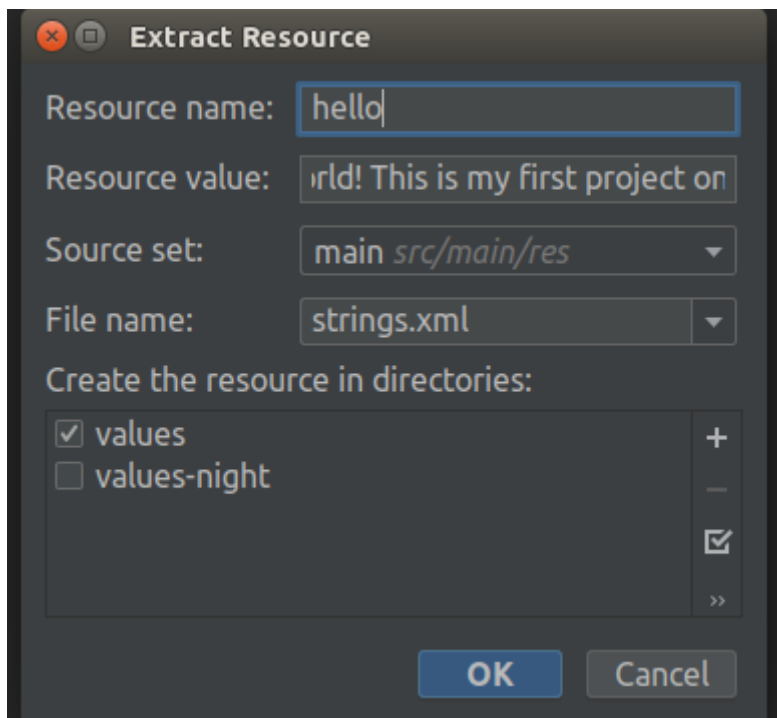 Extract Resource
Resource name: hello
Resource value: rld! This is my first project on
Source set: main src/main/res
File name: strings.xml
Create the resource in directories:
values
values-night
OK Cancel